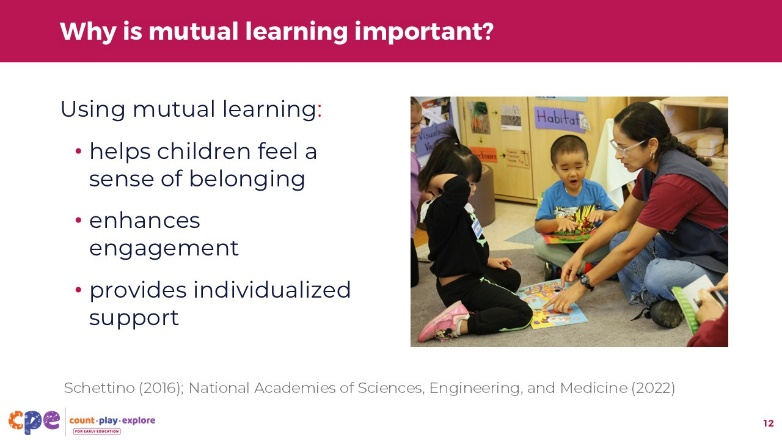 Why is mutual learning important?
Using mutual learning:
• helps children feel a
sense of belonging
• enhances
engagement
• provides individualized
support
Habitat
Schettino (2016); National Academies of Sciences, Engineering, and Medicine (2022)
cpe
count·play·explore
FOR EARLY EDUCATION
12